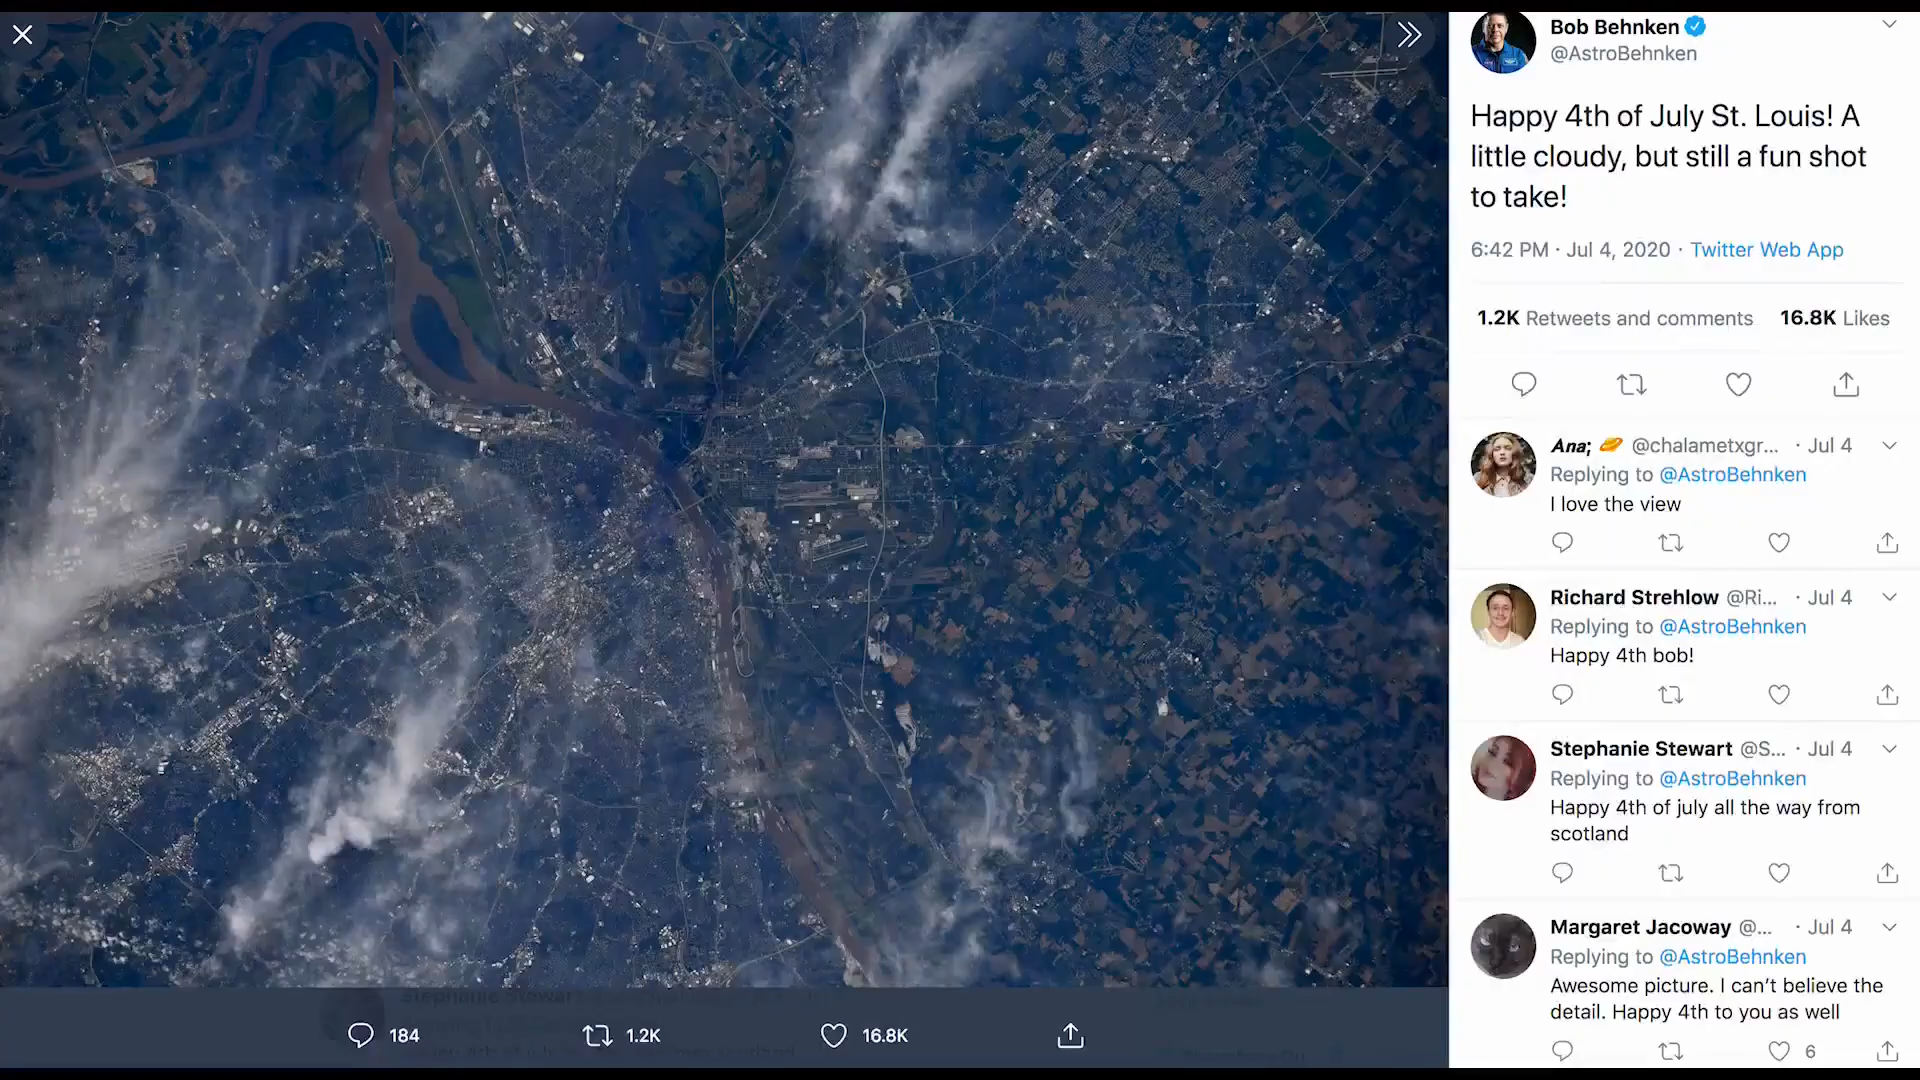 Bob Behnken
@AstroBehnken
Happy 4th of July St. Louis! A
little cloudy, but still a fun shot
to take!
6:42 PM · Jul 4, 2020 · Twitter Web App
1.2K Retweets and comments 16.8K Likes
Ana; @chalametxgr... · Jul 4
Replying to @AstroBehnken
I love the view
Richard Strehlow @Ri... · Jul 4
Replying to @AstroBehnken
Happy 4th bob!
Stephanie Stewart @S... · Jul 4
Replying to @AstroBehnken
Happy 4th of july all the way from
scotland
Margaret Jacoway @... · Jul 4
Replying to @AstroBehnken
Awesome picture. I can’t believe the
detail. Happy 4th to you as well
6
Stephanie Stewart
184 1.2K 16.8K